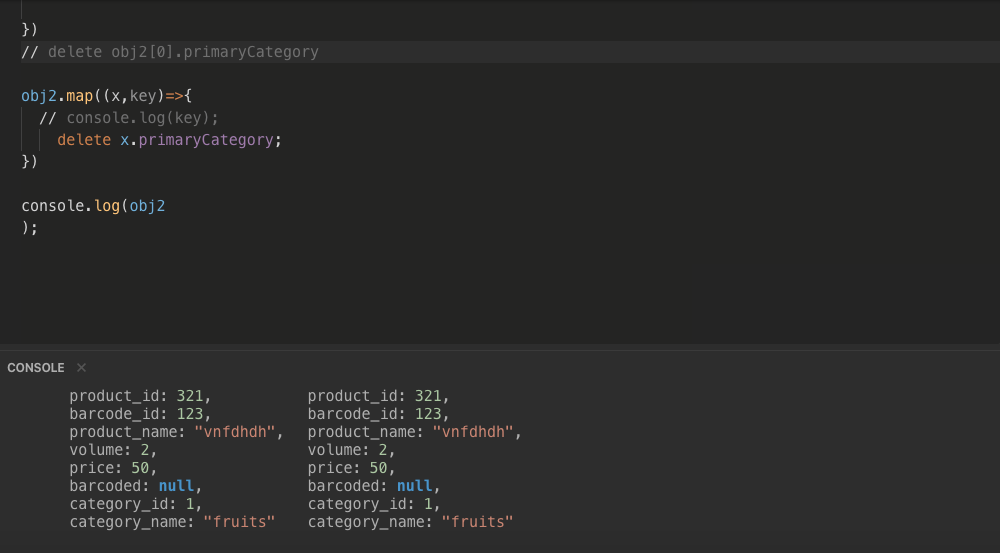 })
// delete obj2[0].primaryCategory
obj2.map((x,key)=>{
// console.log(key);
delete x.primaryCategory;
})
console.log(obj2
);
CONSOLE ×
product_id: 321, product_id: 321,
barcode_id: 123, barcode_id: 123,
product_name: "vnfdhdh", product_name: "vnfdhdh",
volume: 2, volume: 2,
price: 50, price: 50,
barcoded: null, barcoded: null,
category_id: 1, category_id: 1,
category_name: "fruits" category_name: "fruits"